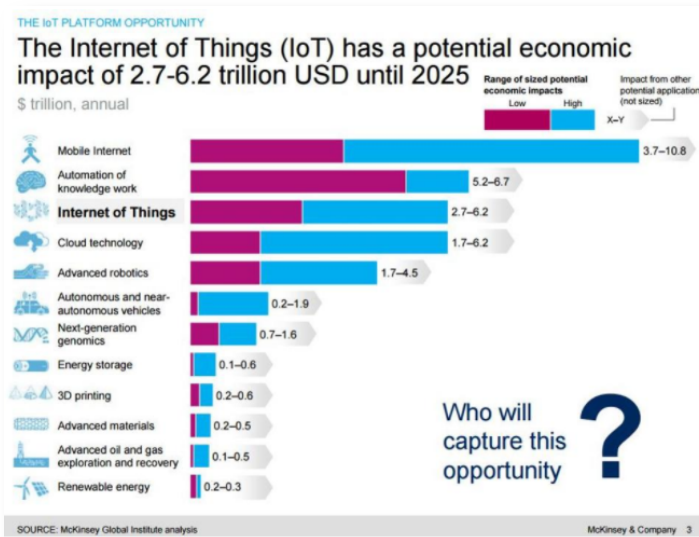 THE IoT PLATFORM OPPORTUNITY
The Internet of Things (IoT) has a potential economic
impact of 2.7-6.2 trillion USD until 2025
$ trillion, annual
Range of sized potential
economic impacts
Low High
Impact from other
potential application
(not sized)
X–Y
Mobile Internet
3.7–10.8
Automation of
knowledge work
5.2–6.7
Internet of Things
2.7–6.2
Cloud technology
1.7–6.2
Advanced robotics
1.7–4.5
Autonomous and near-
autonomous vehicles
0.2–1.9
Next-generation
genomics
0.7–1.6
Energy storage
0.1–0.6
3D printing
0.2–0.6
Advanced materials
0.2–0.5
Advanced oil and gas
exploration and recovery
0.1–0.5
Renewable energy
0.2–0.3
Who will
capture this
opportunity
?
SOURCE: McKinsey Global Institute analysis
McKinsey & Company 3